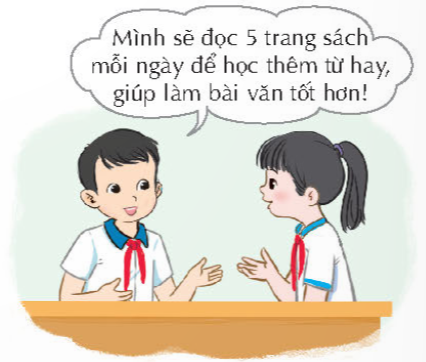 Mình sẽ đọc 5 trang sách
mỗi ngày để học thêm từ hay,
giúp làm bài văn tốt hơn!